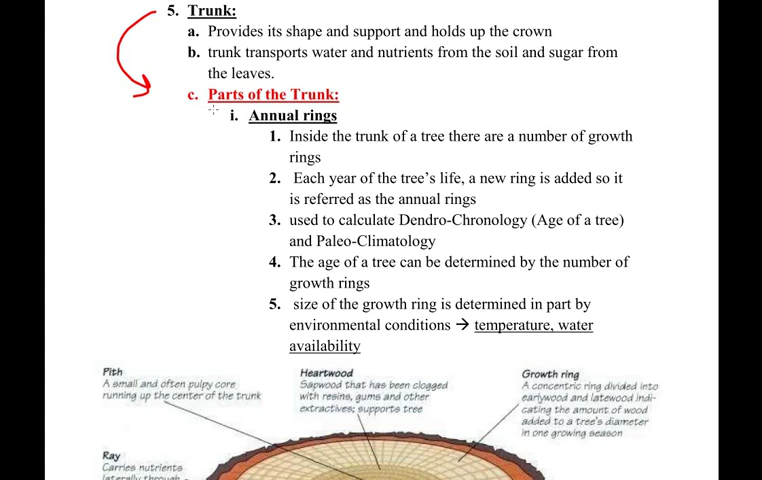 5. Trunk:
a. Provides its shape and support and holds up the crown
b. trunk transports water and nutrients from the soil and sugar from
the leaves.
c. Parts of the Trunk:
i. Annual rings
1. Inside the trunk of a tree there are a number of growth
rings
2. Each year of the tree's life, a new ring is added so it
is referred as the annual rings
3. used to calculate Dendro-Chronology (Age of a tree)
and Paleo-Climatology
4. The age of a tree can be determined by the number of
growth rings
5. size of the growth ring is determined in part by
environmental conditions → temperature, water
availability
Pith
A small and often pulpy core
running up the center of the trunk
Heartwood
Sapwood that has been clogged
with resins, gums and other
extractives; supports tree
Growth ring
A concentric ring divided into
earlywood and latewood indi-
cating the amount of wood
added to a tree's diameter
in one growing season
Ray
Carries nutrients
laterally through